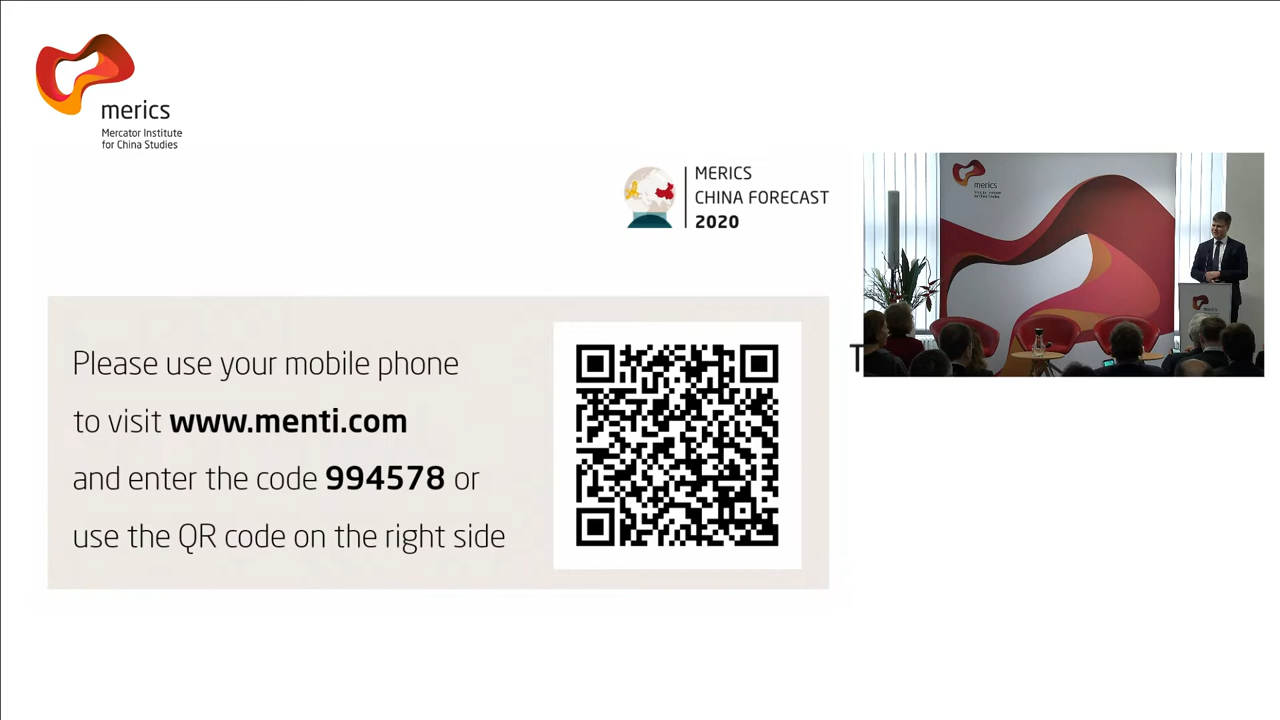 merics
Mercator Institute
for China Studies
MERICS
CHINA FORECAST
2020
Please use your mobile phone
to visit www.menti.com
and enter the code 994578 or
use the QR code on the right side
T
merics
merics